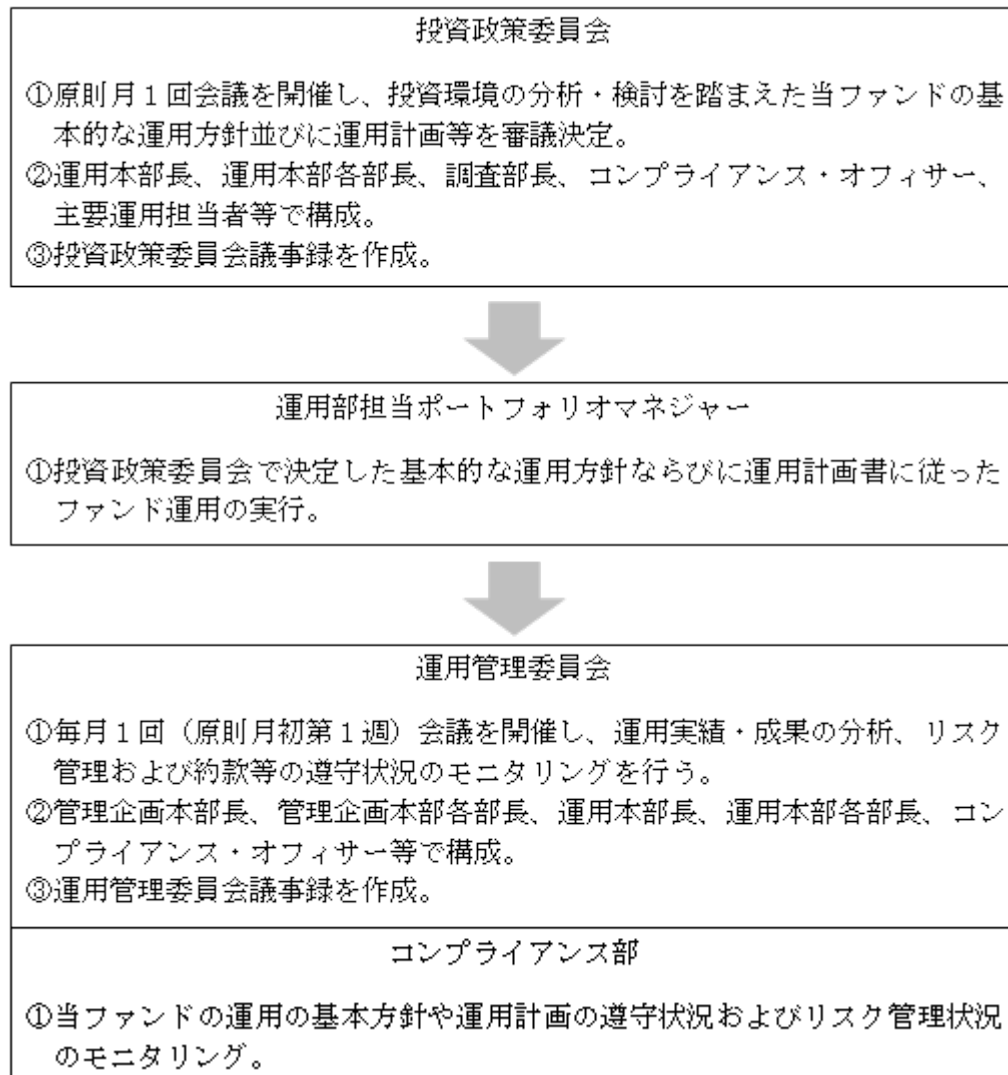 投資政策委員会
①原則月１回会議を開催し、投資環境の分析・検討を踏まえた当ファンドの基
本的な運用方針並びに運用計画等を審議決定。
②運用本部長、運用本部各部長、調査部長、コンプライアンス・オフィサー、
主要運用担当者等で構成。
③投資政策委員会議事録を作成。
運用部担当ポートフォリオマネジャー
①投資政策委員会で決定した基本的な運用方針ならびに運用計画書に従った
ファンド運用の実行。
運用管理委員会
①毎月１回（原則月初第１週）会議を開催し、運用実績・成果の分析、リスク
管理および約款等の遵守状況のモニタリングを行う。
②管理企画本部長、管理企画本部各部長、運用本部長、運用本部各部長、コン
プライアンス・オフィサー等で構成。
③運用管理委員会議事録を作成。
コンプライアンス部
①当ファンドの運用の基本方針や運用計画の遵守状況およびリスク管理状況
のモニタリング。